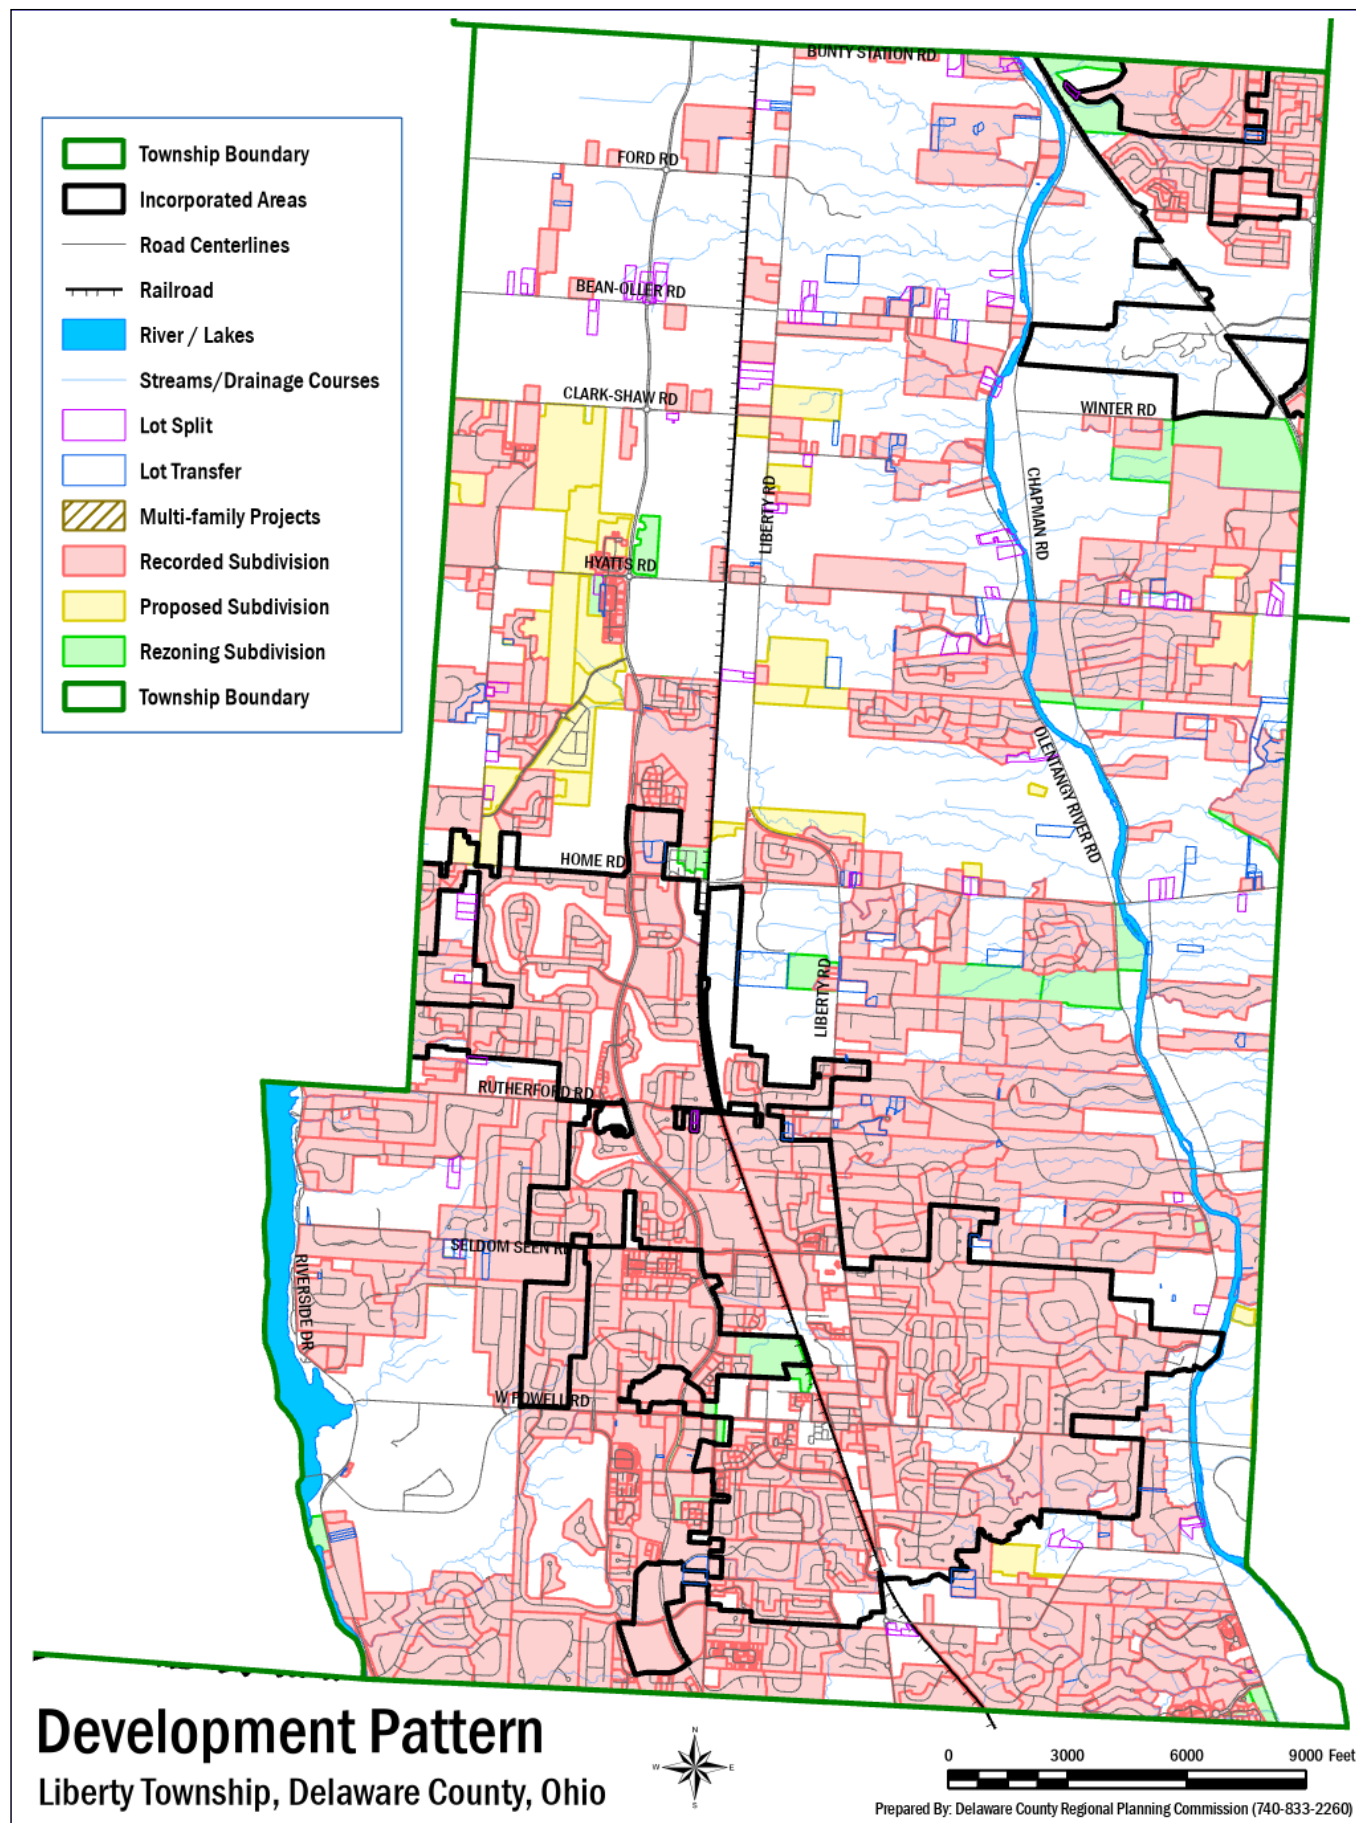 BUNTY STATION RD
Township Boundary
Incorporated Areas
Road Centerlines
Railroad
River / Lakes
Streams/Drainage Courses
Lot Split
Lot Transfer
Multi-family Projects
Recorded Subdivision
Proposed Subdivision
Rezoning Subdivision
Township Boundary
FORD RD
BEAN-OLLER RD
CLARK-SHAW RD
WINTER RD
CHAPMAN RD
LIBERTY RD
HYATTS RD
OLENTANGY RIVER RD
HOME RD
LIBERTY RD
RUTHERFORD RD
SELDOM SEEN RD
RIVERSIDE DR
W POWELL RD
Development Pattern
Liberty Township, Delaware County, Ohio
N
W
E
S
0 3000 6000 9000 Feet
Prepared By: Delaware County Regional Planning Commission (740-833-2260)